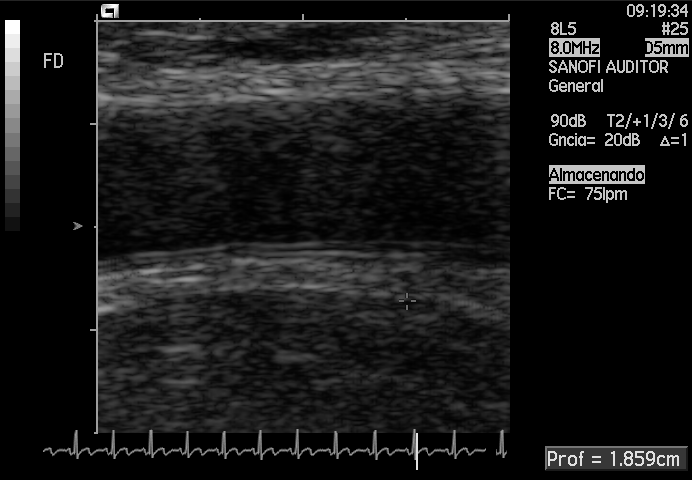 09:19:34
8L5 #25
8.0MHz D5mm
SANOFI AUDITOR
General
90dB T2/+1/3/ 6
Gncia= 20dB Δ=1
Almacenando
FC= 75lpm
FD
Prof = 1.859cm